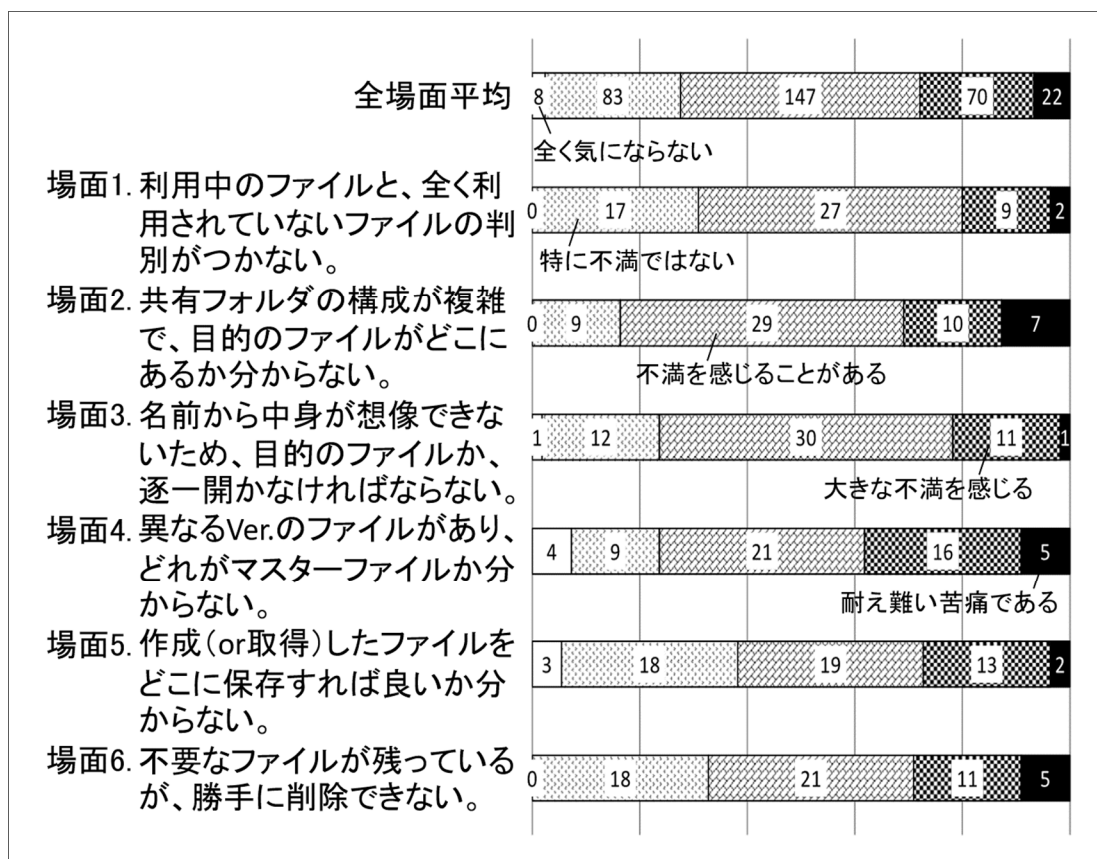 全場面平均
8 83 147 70 22
全く気にならない
場面1. 利用中のファイルと、全く利
用されていないファイルの判
別がつかない。
0 17 27 9 2
特に不満ではない
場面2. 共有フォルダの構成が複雑
で、目的のファイルがどこに
あるか分からない。
0 9 29 10 7
不満を感じることがある
場面3. 名前から中身が想像できな
いため、目的のファイルか、
逐一開かなければならない。
1 12 30 11 1
大きな不満を感じる
場面4. 異なるVer.のファイルがあり、
どれがマスターファイルか分
からない。
4 9 21 16 5
耐え難い苦痛である
場面5. 作成(or取得)したファイルを
どこに保存すれば良いか分
からない。
3 18 19 13 2
場面6. 不要なファイルが残っている
が、勝手に削除できない。
0 18 21 11 5